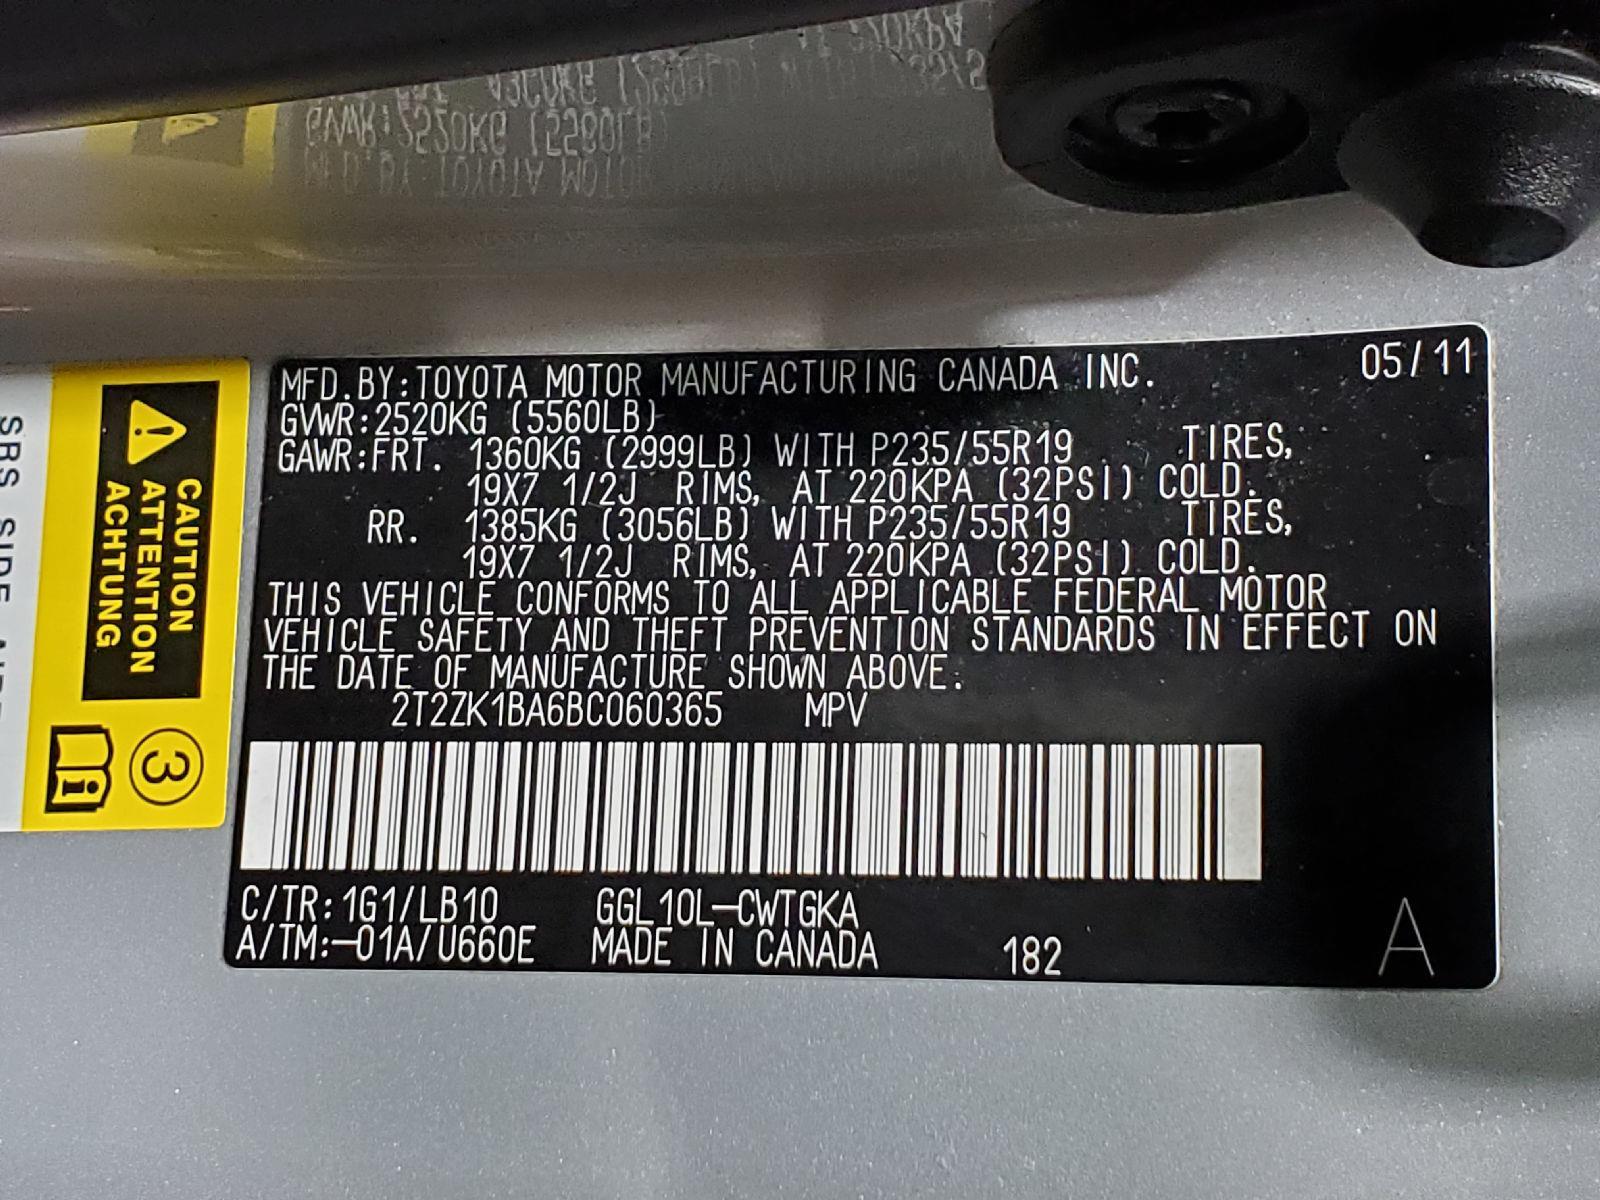 MFD.BY:TOYOTA MOTOR MANUFACTURING CANADA INC. 05/11
GVWR:2520KG (5560LB)
GAWR:FRT. 1360KG (2999LB) WITH P235/55R19 TIRES,
19X7 1/2J RIMS, AT 220KPA (32PSI) COLD.
RR. 1385KG (3056LB) WITH P235/55R19 TIRES,
19X7 1/2J RIMS, AT 220KPA (32PSI) COLD.
THIS VEHICLE CONFORMS TO ALL APPLICABLE FEDERAL MOTOR
VEHICLE SAFETY AND THEFT PREVENTION STANDARDS IN EFFECT ON
THE DATE OF MANUFACTURE SHOWN ABOVE.
2T2ZK1BA6BC060365 MPV
C/TR:1G1/LB10 GGL10L-CWTGKA
A/TM:-01A/U660E MADE IN CANADA 182 A
CAUTION
ATTENTION
ACHTUNG
3
i
SRS SIDE